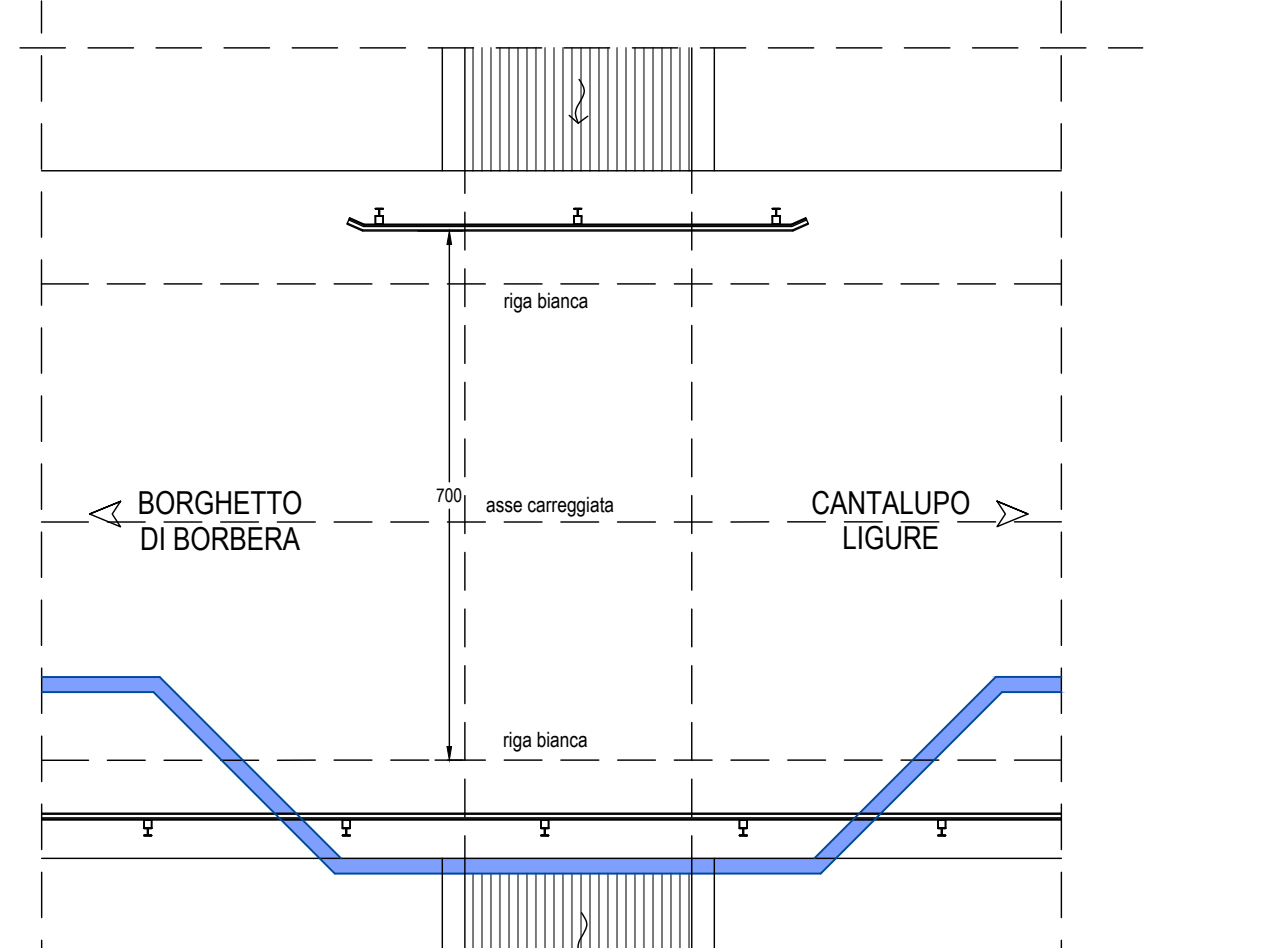 riga bianca
BORGHETTO
DI BORBERA
700
asse carreggiata
CANTALUPO
LIGURE
riga bianca